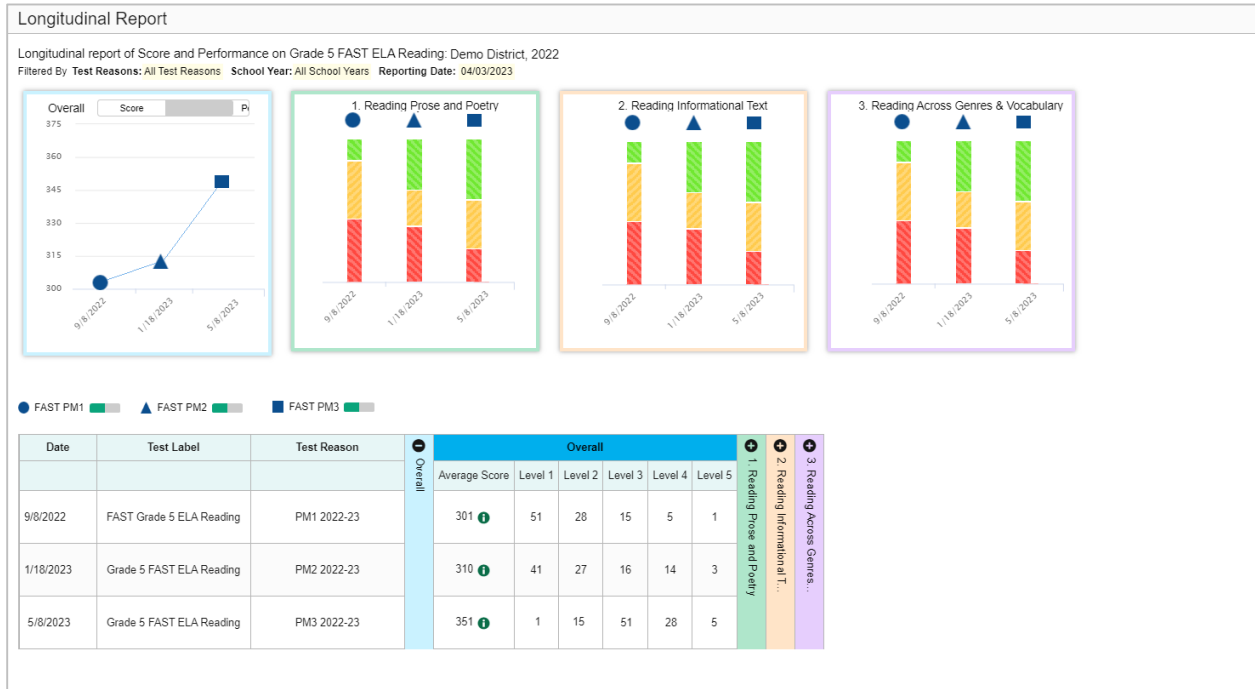 Longitudinal Report
Longitudinal report of Score and Performance on Grade 5 FAST ELA Reading: Demo District, 2022
Filtered By Test Reasons: All Test Reasons School Year: All School Years Reporting Date: 04/03/2023
Overall Score
375
360
345
330
315
300
9/8/2022 1/18/2023 5/8/2023
1. Reading Prose and Poetry
9/8/2022 1/18/2023 5/8/2023
2. Reading Informational Text
9/8/2022 1/18/2023 5/8/2023
3. Reading Across Genres & Vocabulary
9/8/2022 1/18/2023 5/8/2023
FAST PM1 FAST PM2 FAST PM3
Date Test Label Test Reason Overall
Average Score Level 1 Level 2 Level 3 Level 4 Level 5
9/8/2022 FAST Grade 5 ELA Reading PM1 2022-23 301 51 28 15 5 1
1/18/2023 Grade 5 FAST ELA Reading PM2 2022-23 310 41 27 16 14 3
5/8/2023 Grade 5 FAST ELA Reading PM3 2022-23 351 1 15 51 28 5
Overall
1. Reading Prose and Poetry
2. Reading Informational T...
3. Reading Across Genres...